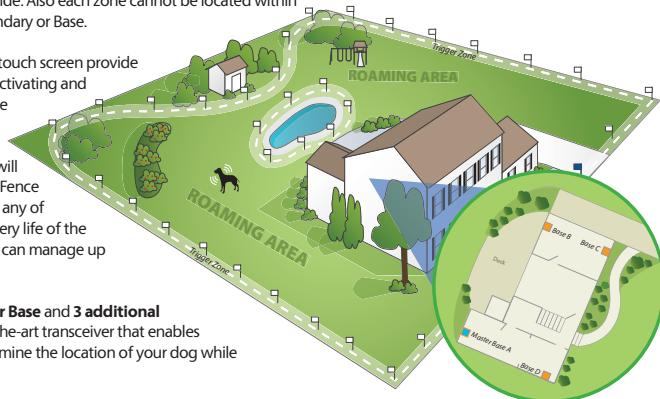 ide. Also each zone cannot be located within
ndary or Base.
touch screen provide
ctivating and
e
will
Fence
any of
ery life of the
can manage up
r Base and 3 additional
he-art transceiver that enables
mine the location of your dog while
Trigger Zone
ROAMING AREA
ROAMING AREA
Trigger Zone
Base B
Base C
Deck
Master Base A
Base D